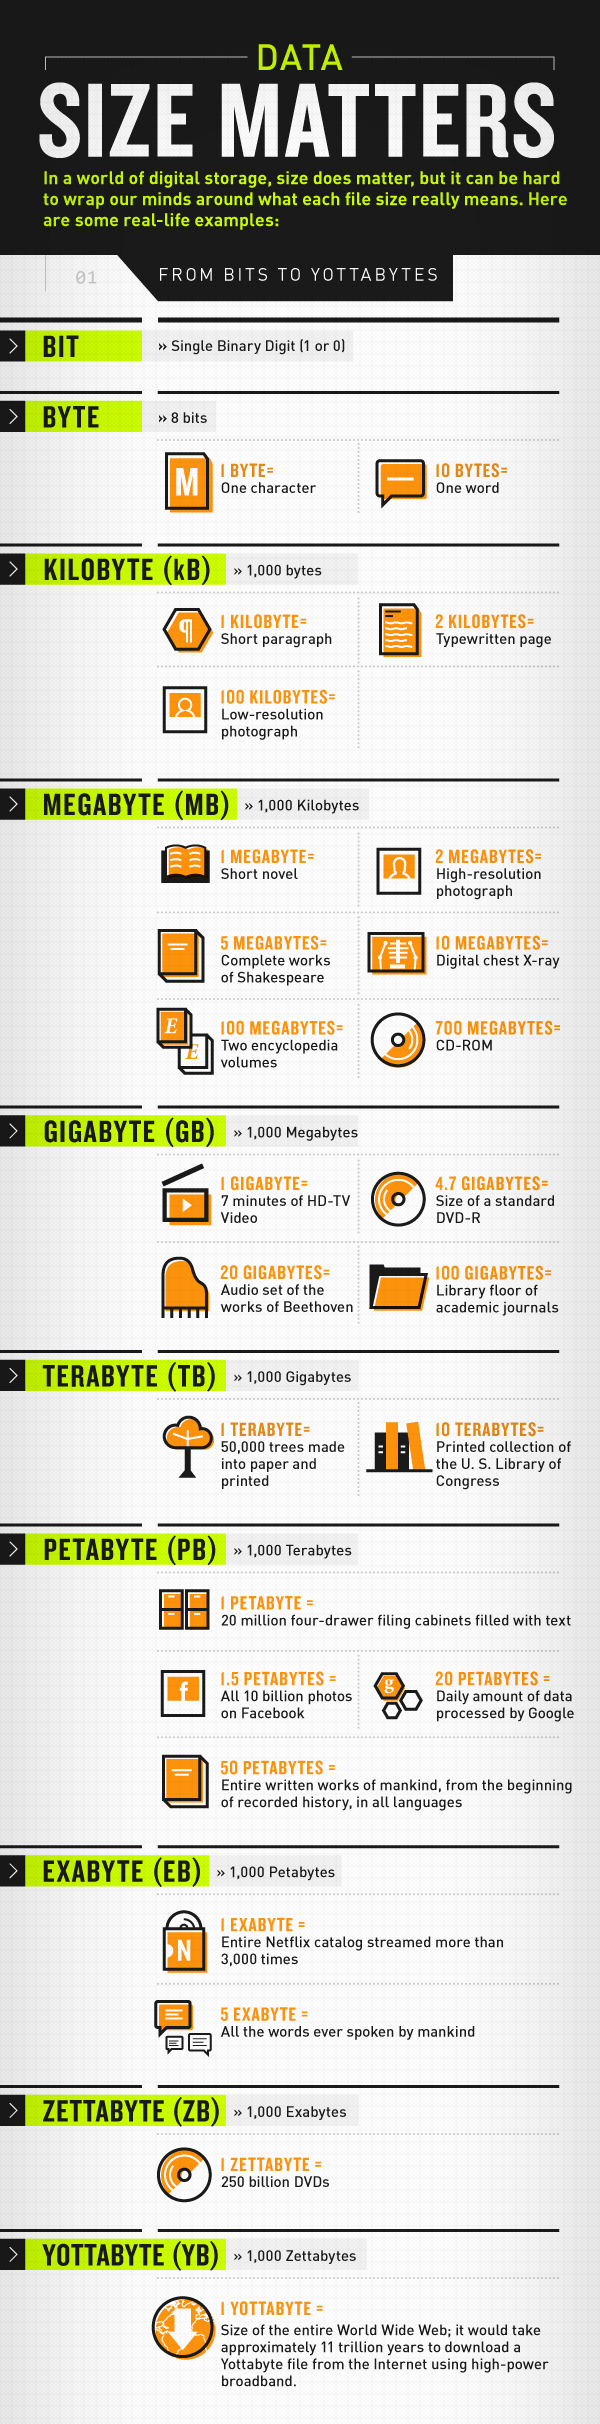 DATA
SIZE MATTERS
In a world of digital storage, size does matter, but it can be hard
to wrap our minds around what each file size really means. Here
are some real-life examples:
01
FROM BITS TO YOTTABYTES
BIT
» Single Binary Digit (1 or 0)
BYTE
» 8 bits
M
1 BYTE=
One character
10 BYTES=
One word
KILOBYTE (kB)
» 1,000 bytes
¶
1 KILOBYTE=
Short paragraph
2 KILOBYTES=
Typewritten page
100 KILOBYTES=
Low-resolution
photograph
MEGABYTE (MB)
» 1,000 Kilobytes
1 MEGABYTE=
Short novel
2 MEGABYTES=
High-resolution
photograph
5 MEGABYTES=
Complete works
of Shakespeare
10 MEGABYTES=
Digital chest X-ray
E
E
100 MEGABYTES=
Two encyclopedia
volumes
700 MEGABYTES=
CD-ROM
GIGABYTE (GB)
» 1,000 Megabytes
1 GIGABYTE=
7 minutes of HD-TV
Video
4.7 GIGABYTES=
Size of a standard
DVD-R
20 GIGABYTES=
Audio set of the
works of Beethoven
100 GIGABYTES=
Library floor of
academic journals
TERABYTE (TB)
» 1,000 Gigabytes
1 TERABYTE=
50,000 trees made
into paper and
printed
10 TERABYTES=
Printed collection of
the U. S. Library of
Congress
PETABYTE (PB)
» 1,000 Terabytes
1 PETABYTE =
20 million four-drawer filing cabinets filled with text
f
1.5 PETABYTES =
All 10 billion photos
on Facebook
g
20 PETABYTES =
Daily amount of data
processed by Google
50 PETABYTES =
Entire written works of mankind, from the beginning
of recorded history, in all languages
EXABYTE (EB)
» 1,000 Petabytes
N
1 EXABYTE =
Entire Netflix catalog streamed more than
3,000 times
5 EXABYTE =
All the words ever spoken by mankind
ZETTABYTE (ZB)
» 1,000 Exabytes
1 ZETTABYTE =
250 billion DVDs
YOTTABYTE (YB)
» 1,000 Zettabytes
1 YOTTABYTE =
Size of the entire World Wide Web; it would take
approximately 11 trillion years to download a
Yottabyte file from the Internet using high-power
broadband.